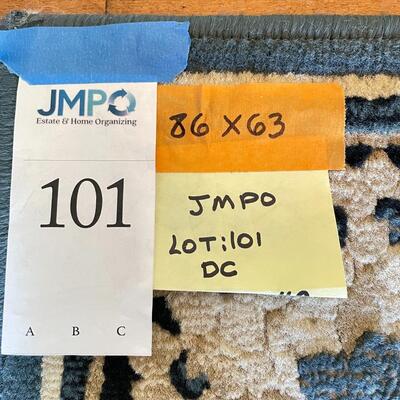 JMPO
Estate & Home Organizing
101
A B C
86 X 63
JMPO
LOT:101
DC